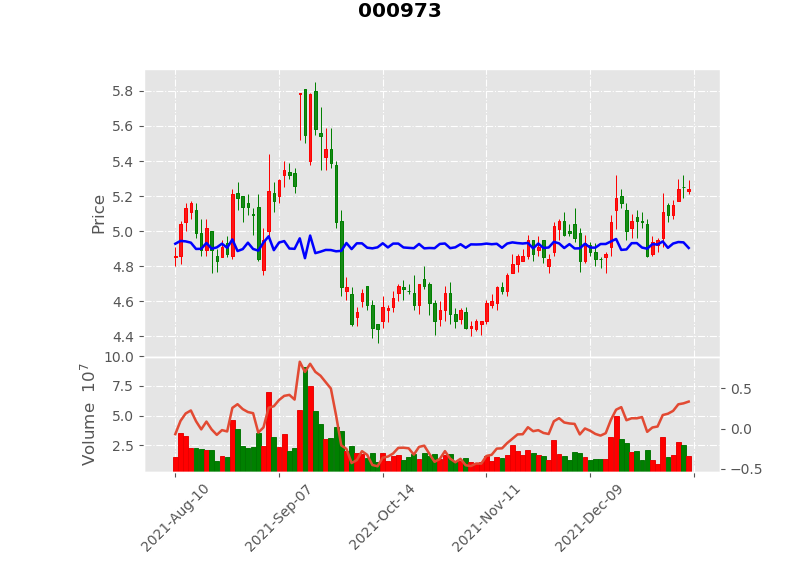 000973
5.8
5.6
5.4
5.2
5.0
4.8
4.6
4.4
Price
10.0
7.5
5.0
2.5
Volume 10^7
0.5
0.0
−0.5
2021-Aug-10
2021-Sep-07
2021-Oct-14
2021-Nov-11
2021-Dec-09